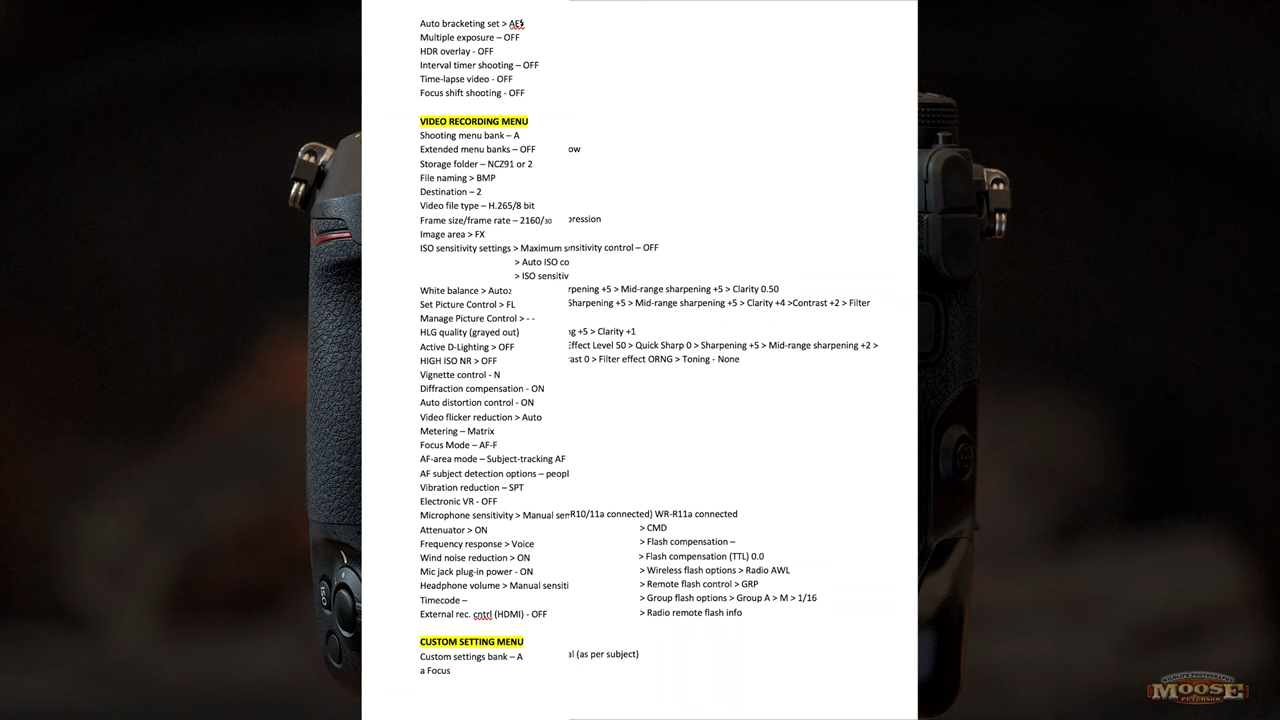 Auto bracketing set > AE⚡
Multiple exposure – OFF
HDR overlay - OFF
Interval timer shooting – OFF
Time-lapse video - OFF
Focus shift shooting - OFF
VIDEO RECORDING MENU
Shooting menu bank – A
Extended menu banks – OFF ow
Storage folder – NCZ91 or 2
File naming > BMP
Destination – 2
Video file type – H.265/8 bit
Frame size/frame rate – 2160/30 pression
Image area > FX
ISO sensitivity settings > Maximum s nsitivity control – OFF
> Auto ISO co
> ISO sensitiv
White balance > Auto2 rpening +5 > Mid-range sharpening +5 > Clarity 0.50
Set Picture Control > FL Sharpening +5 > Mid-range sharpening +5 > Clarity +4 >Contrast +2 > Filter
Manage Picture Control > - -
HLG quality (grayed out) ng +5 > Clarity +1
Active D-Lighting > OFF Effect Level 50 > Quick Sharp 0 > Sharpening +5 > Mid-range sharpening +2 >
HIGH ISO NR > OFF ast 0 > Filter effect ORNG > Toning - None
Vignette control - N
Diffraction compensation - ON
Auto distortion control - ON
Video flicker reduction > Auto
Metering – Matrix
Focus Mode – AF-F
AF-area mode – Subject-tracking AF
AF subject detection options – peopl
Vibration reduction – SPT
Electronic VR - OFF
Microphone sensitivity > Manual sen R10/11a connected) WR-R11a connected
Attenuator > ON > CMD
Frequency response > Voice > Flash compensation –
Wind noise reduction > ON > Flash compensation (TTL) 0.0
Mic jack plug-in power - ON > Wireless flash options > Radio AWL
Headphone volume > Manual sensiti > Remote flash control > GRP
Timecode – > Group flash options > Group A > M > 1/16
External rec. cntrl (HDMI) - OFF > Radio remote flash info
CUSTOM SETTING MENU
Custom settings bank – A al (as per subject)
a Focus
ISO
WILDLIFE PHOTOGRAPHY
MOOSE
PETERSON